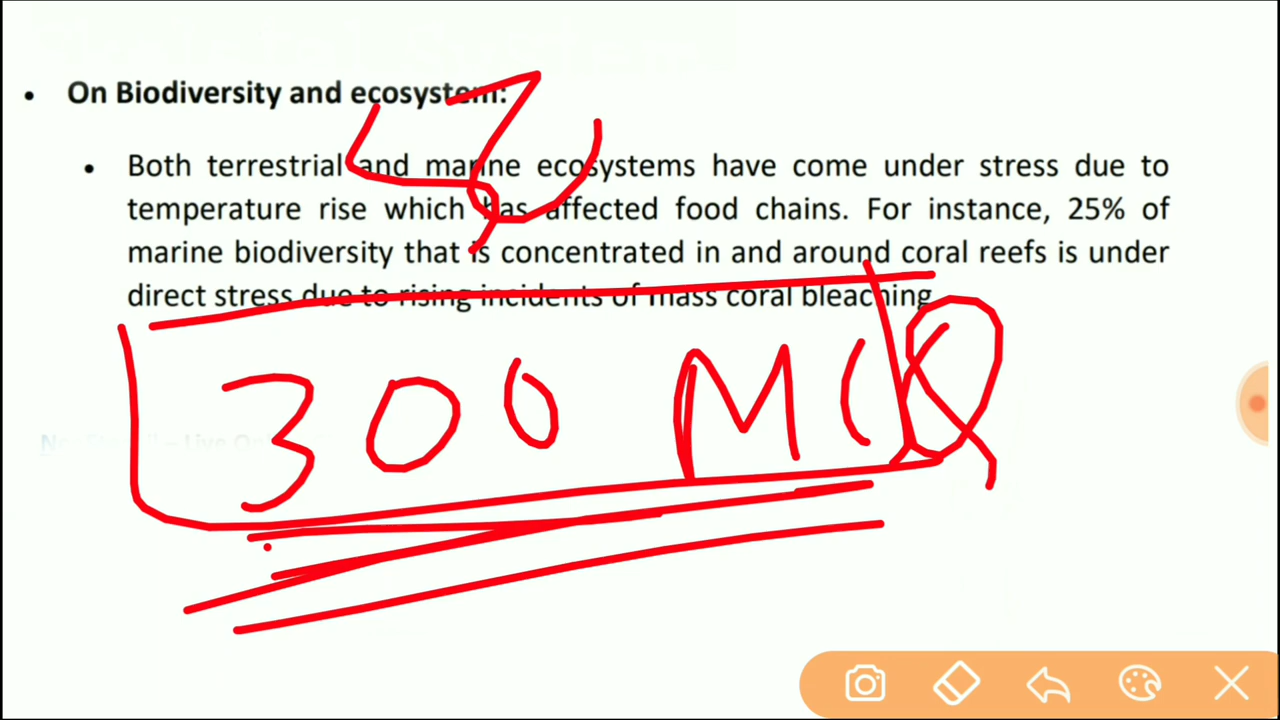 • On Biodiversity and ecosystem:
• Both terrestrial and marine ecosystems have come under stress due to
temperature rise which has affected food chains. For instance, 25% of
marine biodiversity that is concentrated in and around coral reefs is under
direct stress due to rising incidents of mass coral bleaching.
300 MCQ